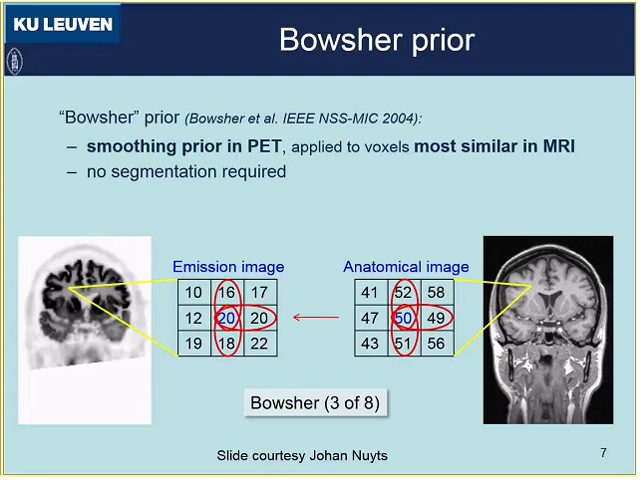 KU LEUVEN
Bowsher prior
“Bowsher” prior (Bowsher et al. IEEE NSS-MIC 2004):
– smoothing prior in PET, applied to voxels most similar in MRI
– no segmentation required
Emission image
10 16 17
12 20 20
19 18 22
Anatomical image
41 52 58
47 50 49
43 51 56
Bowsher (3 of 8)
Slide courtesy Johan Nuyts
7